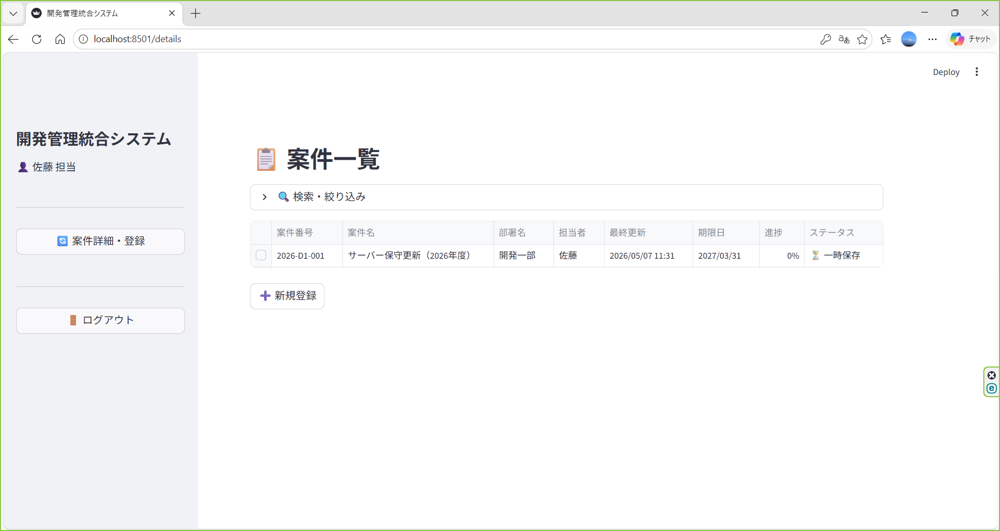 開発管理統合システム
localhost:8501/details
aあ
チャット
Deploy
開発管理統合システム
佐藤 担当
案件詳細・登録
ログアウト
案件一覧
検索・絞り込み
案件番号 案件名 部署名 担当者 最終更新 期限日 進捗 ステータス
2026-D1-001 サーバー保守更新（2026年度） 開発一部 佐藤 2026/05/07 11:31 2027/03/31 0% 一時保存
新規登録